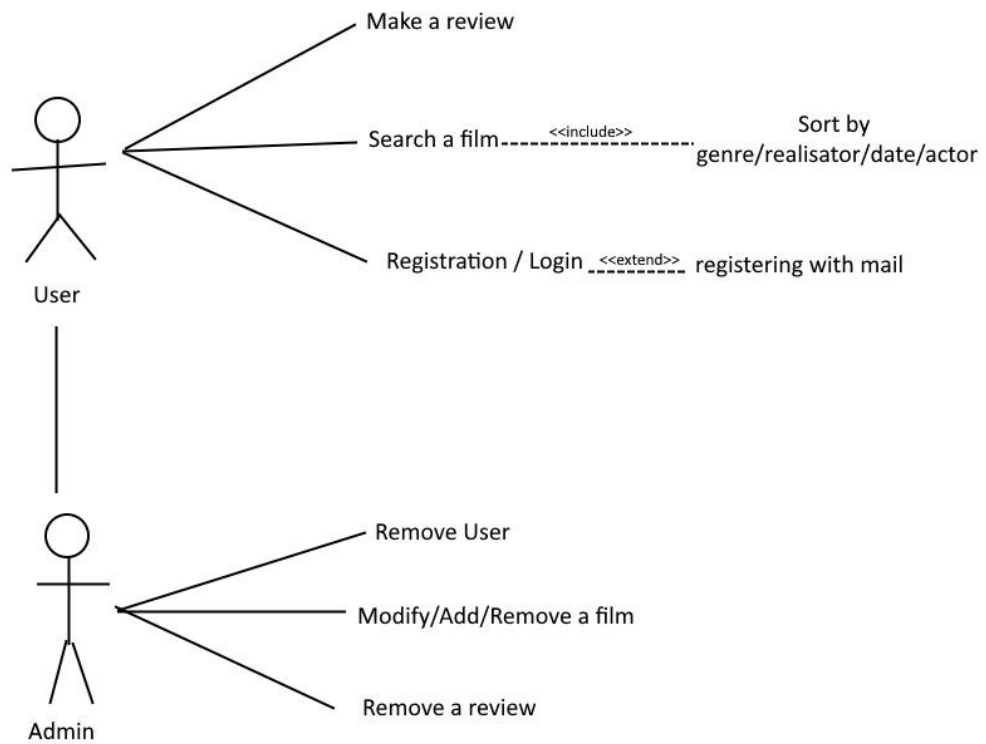 Make a review
Search a film
<<include>>
Sort by
genre/realisator/date/actor
Registration / Login
<<extend>>
registering with mail
User
Remove User
Modify/Add/Remove a film
Remove a review
Admin